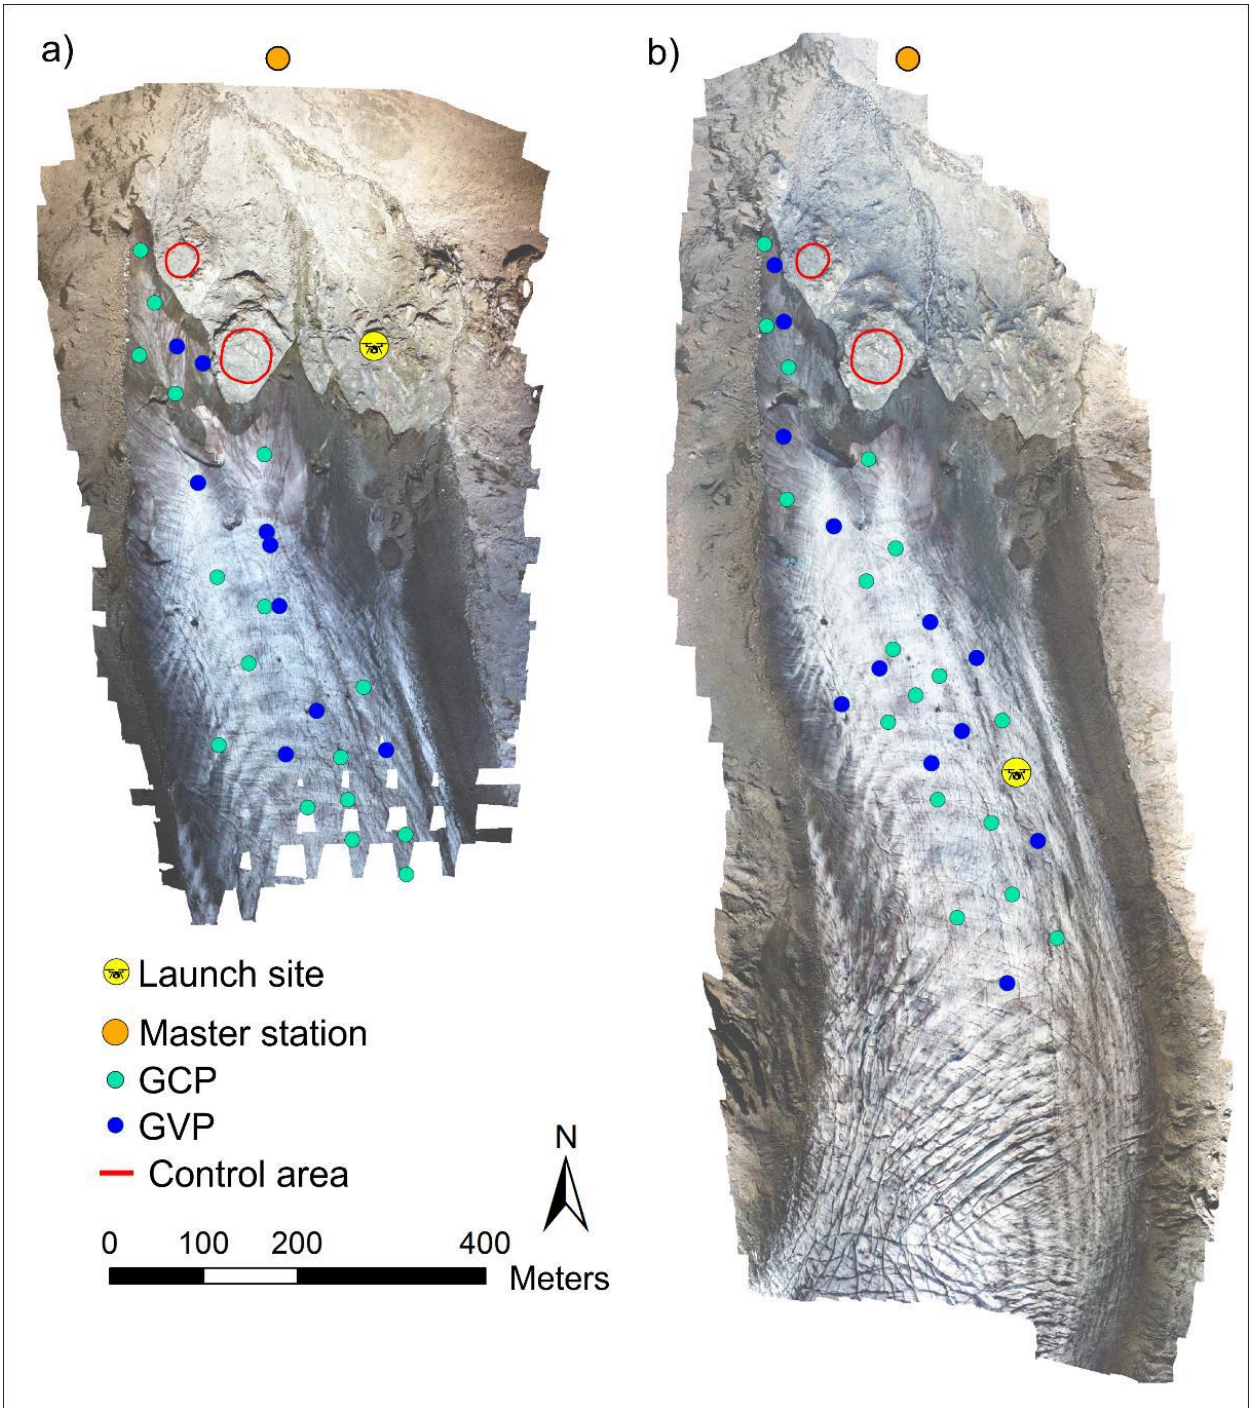 a)
b)
Launch site
Master station
GCP
GVP
Control area
N
0 100 200 400
Meters